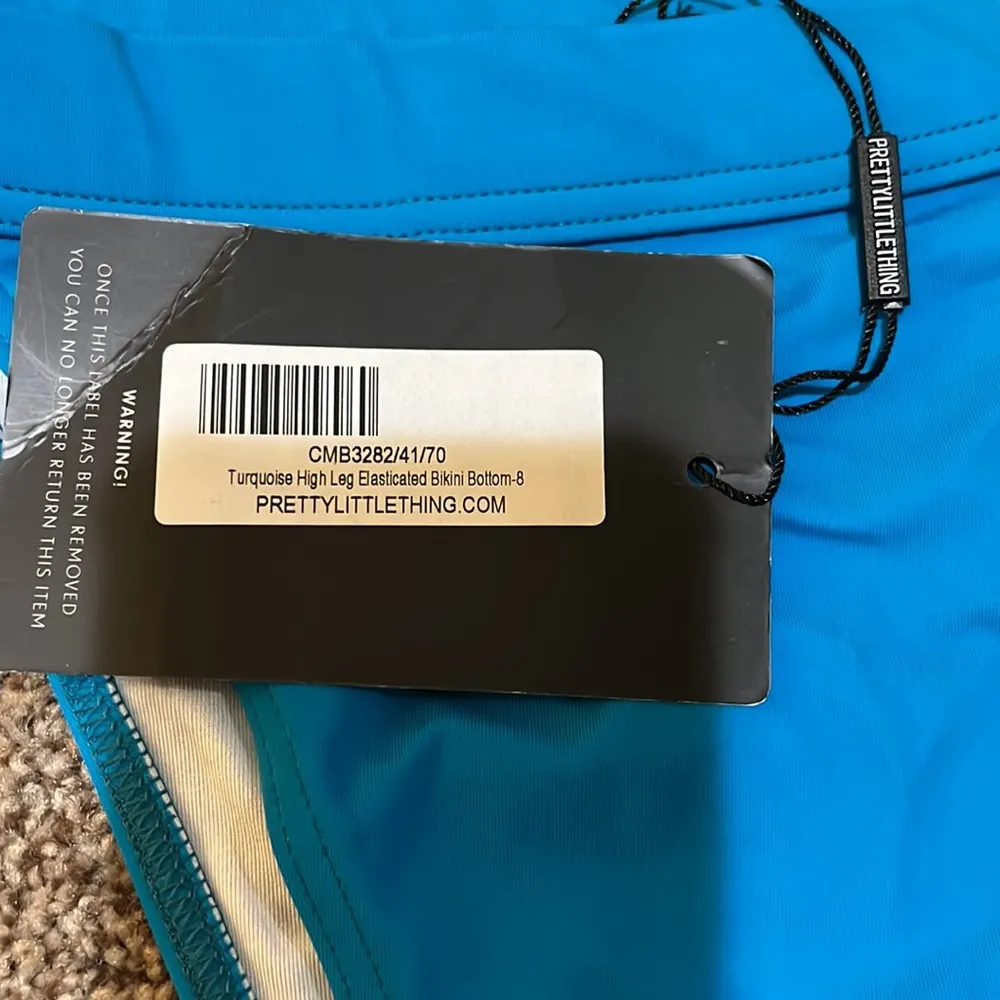 PRETTYLITTLETHING
WARNING!
ONCE THIS LABEL HAS BEEN REMOVED
YOU CAN NO LONGER RETURN THIS ITEM
CMB3282/41/70
Turquoise High Leg Elasticated Bikini Bottom-8
PRETTYLITTLETHING.COM